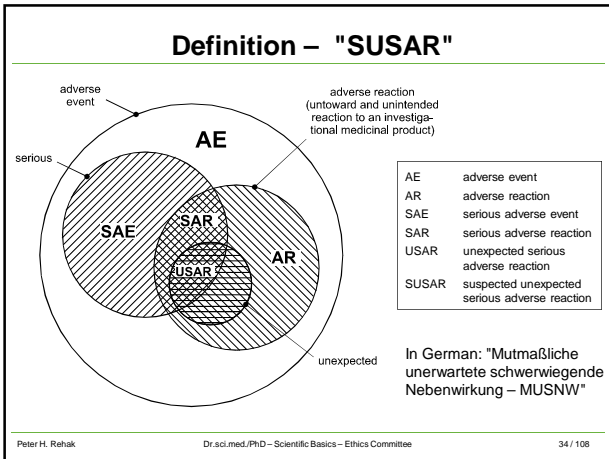 Definition – "SUSAR"
adverse
event
adverse reaction
(untoward and unintended
reaction to an investiga-
tional medicinal product)
serious
AE
SAE
SAR
USAR
AR
unexpected
AE adverse event
AR adverse reaction
SAE serious adverse event
SAR serious adverse reaction
USAR unexpected serious
adverse reaction
SUSAR suspected unexpected
serious adverse reaction
In German: "Mutmaßliche
unerwartete schwerwiegende
Nebenwirkung – MUSNW"
Peter H. Rehak Dr.sci.med./PhD – Scientific Basics – Ethics Committee 34 / 108